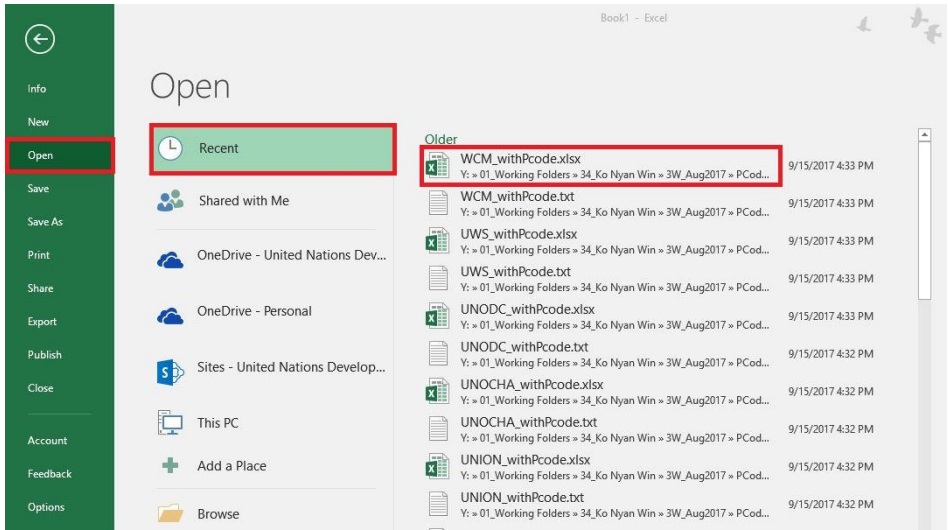 Book1 - Excel
Info
New
Open
Save
Save As
Print
Share
Export
Publish
Close
Account
Feedback
Options
Open
Recent
Shared with Me
OneDrive - United Nations Dev...
OneDrive - Personal
Sites - United Nations Develop...
This PC
Add a Place
Browse
Older
WCM_withPcode.xlsx
Y: » 01_Working Folders » 34_Ko Nyan Win » 3W_Aug2017 » PCod...
9/15/2017 4:33 PM
WCM_withPcode.txt
Y: » 01_Working Folders » 34_Ko Nyan Win » 3W_Aug2017 » PCod...
9/15/2017 4:33 PM
UWS_withPcode.xlsx
Y: » 01_Working Folders » 34_Ko Nyan Win » 3W_Aug2017 » PCod...
9/15/2017 4:33 PM
UWS_withPcode.txt
Y: » 01_Working Folders » 34_Ko Nyan Win » 3W_Aug2017 » PCod...
9/15/2017 4:33 PM
UNODC_withPcode.xlsx
Y: » 01_Working Folders » 34_Ko Nyan Win » 3W_Aug2017 » PCod...
9/15/2017 4:33 PM
UNODC_withPcode.txt
Y: » 01_Working Folders » 34_Ko Nyan Win » 3W_Aug2017 » PCod...
9/15/2017 4:32 PM
UNOCHA_withPcode.xlsx
Y: » 01_Working Folders » 34_Ko Nyan Win » 3W_Aug2017 » PCod...
9/15/2017 4:32 PM
UNOCHA_withPcode.txt
Y: » 01_Working Folders » 34_Ko Nyan Win » 3W_Aug2017 » PCod...
9/15/2017 4:32 PM
UNION_withPcode.xlsx
Y: » 01_Working Folders » 34_Ko Nyan Win » 3W_Aug2017 » PCod...
9/15/2017 4:32 PM
UNION_withPcode.txt
Y: » 01_Working Folders » 34_Ko Nyan Win » 3W_Aug2017 » PCod...
9/15/2017 4:32 PM